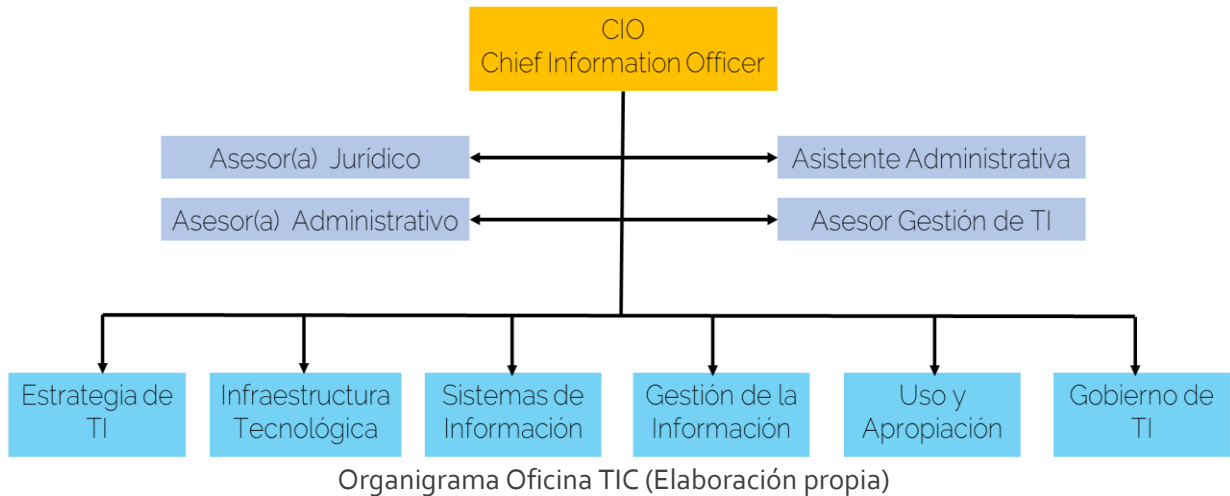 CIO
Chief Information Officer
Asesor(a) Jurídico
Asistente Administrativa
Asesor(a) Administrativo
Asesor Gestión de TI
Estrategia de
TI
Infraestructura
Tecnológica
Sistemas de
Información
Gestión de la
Información
Uso y
Apropiación
Gobierno de
TI
Organigrama Oficina TIC (Elaboración propia)